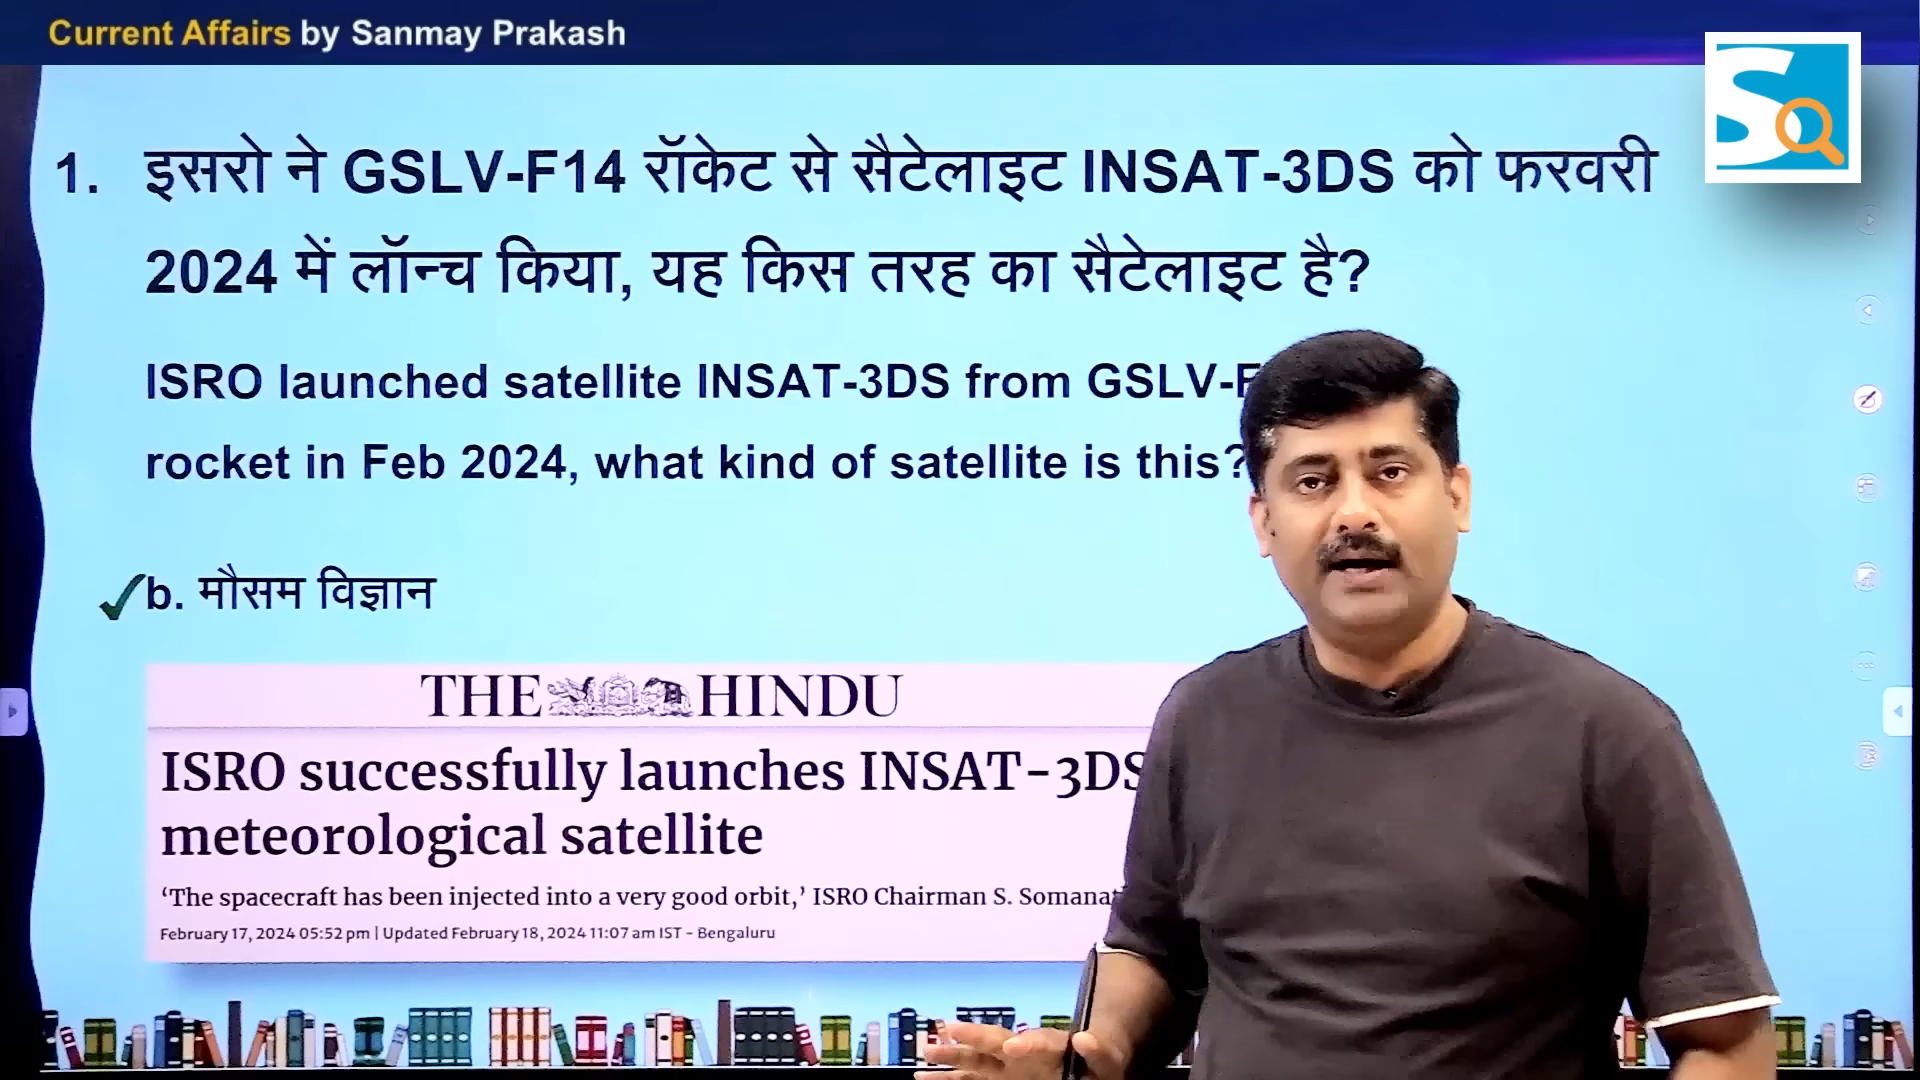 Current Affairs by Sanmay Prakash
1. इसरो ने GSLV-F14 रॉकेट से सैटेलाइट INSAT-3DS को फरवरी
2024 में लॉन्च किया, यह किस तरह का सैटेलाइट है?
ISRO launched satellite INSAT-3DS from GSLV-F
rocket in Feb 2024, what kind of satellite is this?
b. मौसम विज्ञान
THE HINDU
ISRO successfully launches INSAT-3DS
meteorological satellite
‘The spacecraft has been injected into a very good orbit,’ ISRO Chairman S. Somanat
February 17, 2024 05:52 pm | Updated February 18, 2024 11:07 am IST - Bengaluru